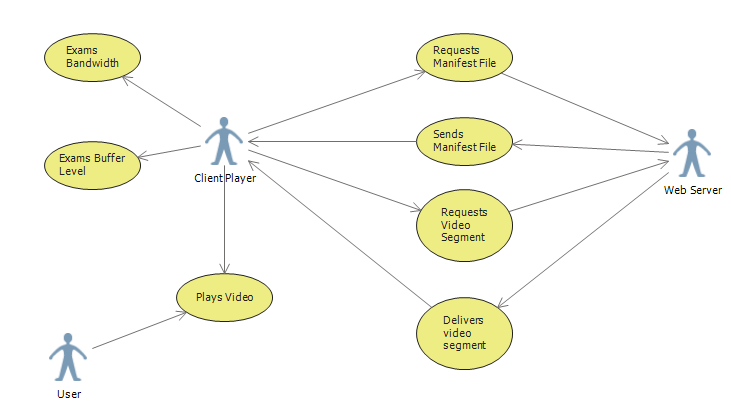 Exams
Bandwidth
Requests
Manifest File
Sends
Manifest File
Exams Buffer
Level
Client Player
Web Server
Requests
Video
Segment
Plays Video
Delivers
video
segment
User